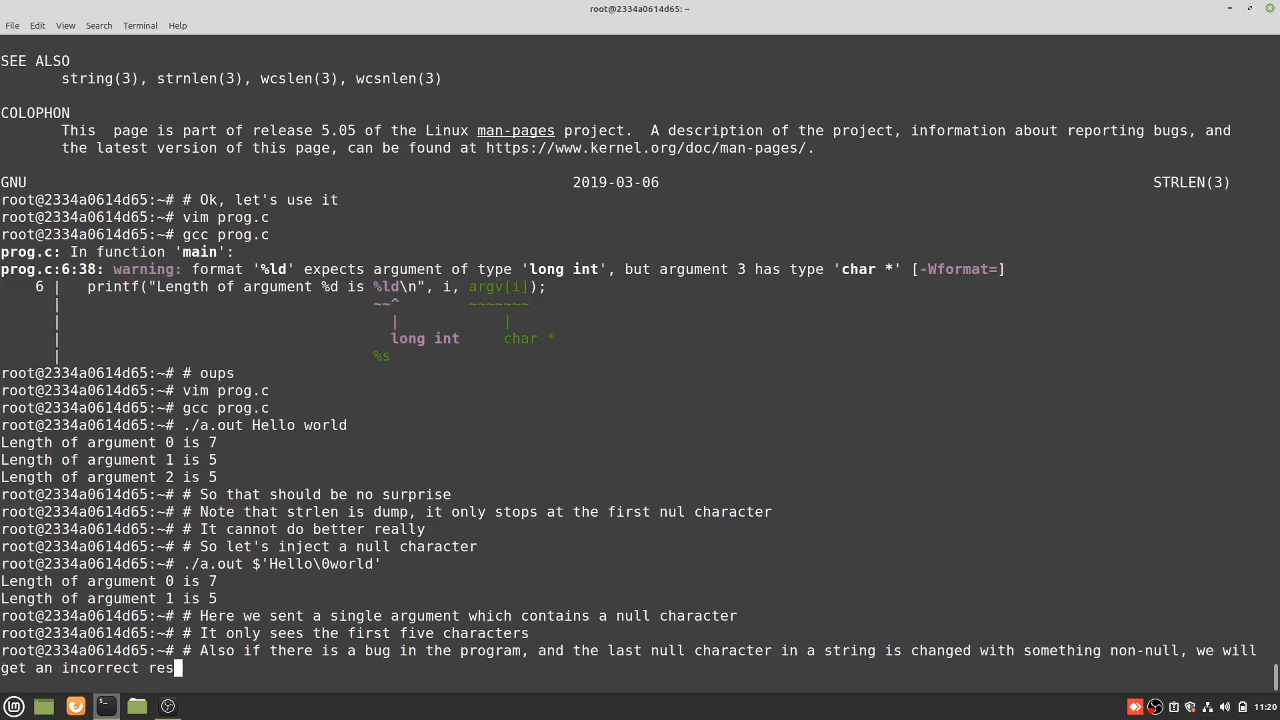 root@2334a0614d65: ~
File Edit View Search Terminal Help
SEE ALSO
string(3), strnlen(3), wcslen(3), wcsnlen(3)
COLOPHON
This page is part of release 5.05 of the Linux man-pages project. A description of the project, information about reporting bugs, and
the latest version of this page, can be found at https://www.kernel.org/doc/man-pages/.
GNU 2019-03-06 STRLEN(3)
root@2334a0614d65:~# # Ok, let's use it
root@2334a0614d65:~# vim prog.c
root@2334a0614d65:~# gcc prog.c
prog.c: In function 'main':
prog.c:6:38: warning: format '%ld' expects argument of type 'long int', but argument 3 has type 'char *' [-Wformat=]
6 | printf("Length of argument %d is %ld\n", i, argv[i]);
| ~~^ ~~~~~~~
| | |
| long int char *
| %s
root@2334a0614d65:~# # oups
root@2334a0614d65:~# vim prog.c
root@2334a0614d65:~# gcc prog.c
root@2334a0614d65:~# ./a.out Hello world
Length of argument 0 is 7
Length of argument 1 is 5
Length of argument 2 is 5
root@2334a0614d65:~# # So that should be no surprise
root@2334a0614d65:~# # Note that strlen is dump, it only stops at the first nul character
root@2334a0614d65:~# # It cannot do better really
root@2334a0614d65:~# # So let's inject a null character
root@2334a0614d65:~# ./a.out $'Hello\0world'
Length of argument 0 is 7
Length of argument 1 is 5
root@2334a0614d65:~# # Here we sent a single argument which contains a null character
root@2334a0614d65:~# # It only sees the first five characters
root@2334a0614d65:~# # Also if there is a bug in the program, and the last null character in a string is changed with something non-null, we will
get an incorrect res
11:20